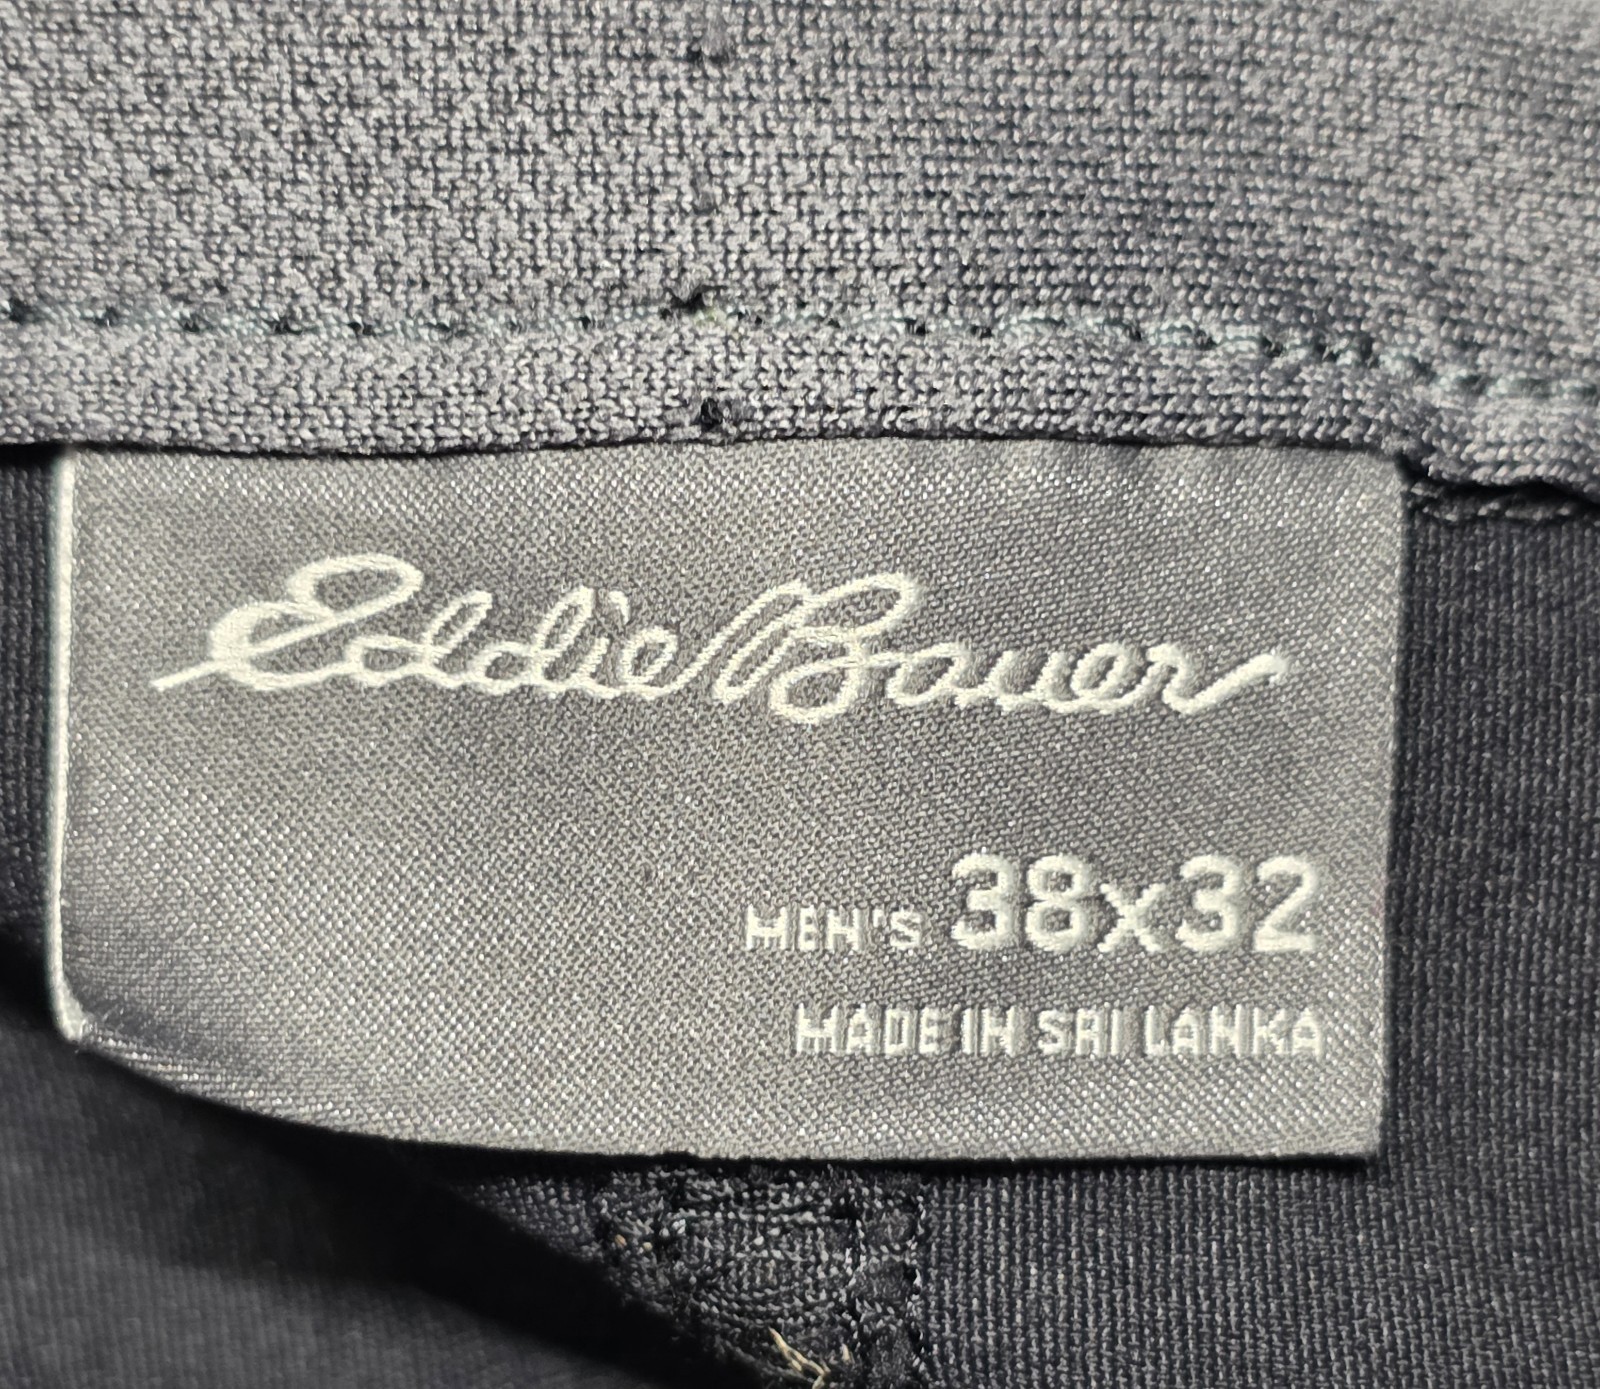 Eddie Bauer
MEN'S 38x32
MADE IN SRI LANKA